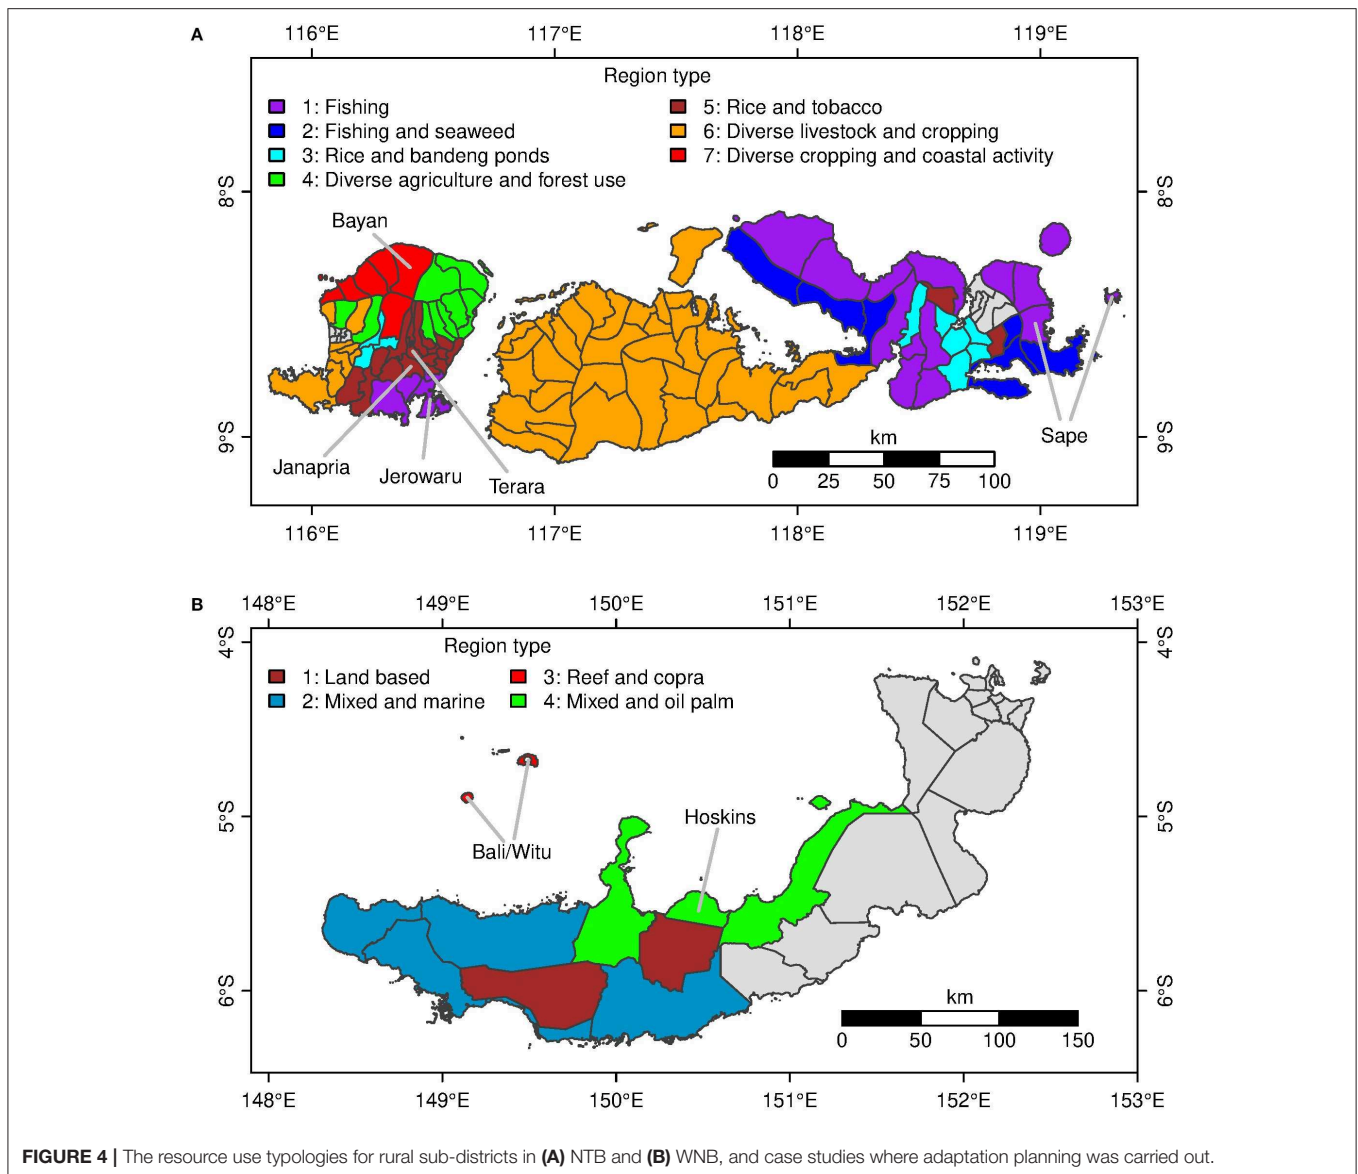 A
116°E 117°E 118°E 119°E
Region type
1: Fishing
2: Fishing and seaweed
3: Rice and bandeng ponds
4: Diverse agriculture and forest use
5: Rice and tobacco
6: Diverse livestock and cropping
7: Diverse cropping and coastal activity
8°S 8°S
Bayan
9°S 9°S
Janapria
Jerowaru
Terara
Sape
km
0 25 50 75 100
116°E 117°E 118°E 119°E
B
148°E 149°E 150°E 151°E 152°E 153°E
4°S 4°S
Region type
1: Land based
2: Mixed and marine
3: Reef and copra
4: Mixed and oil palm
5°S 5°S
Hoskins
Bali/Witu
6°S 6°S
km
0 50 100 150
148°E 149°E 150°E 151°E 152°E 153°E
FIGURE 4 | The resource use typologies for rural sub-districts in (A) NTB and (B) WNB, and case studies where adaptation planning was carried out.